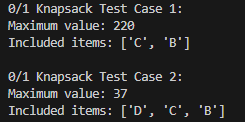 0/1 Knapsack Test Case 1:
Maximum value: 220
Included items: ['C', 'B']
0/1 Knapsack Test Case 2:
Maximum value: 37
Included items: ['D', 'C', 'B']